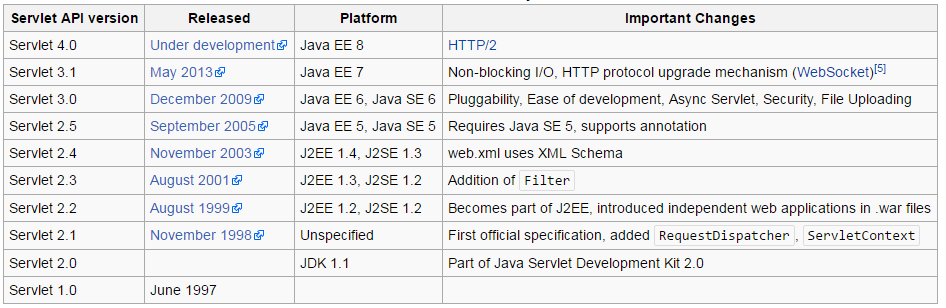 Servlet API version Released Platform Important Changes
Servlet 4.0 Under development Java EE 8 HTTP/2
Servlet 3.1 May 2013 Java EE 7 Non-blocking I/O, HTTP protocol upgrade mechanism (WebSocket)[5]
Servlet 3.0 December 2009 Java EE 6, Java SE 6 Pluggability, Ease of development, Async Servlet, Security, File Uploading
Servlet 2.5 September 2005 Java EE 5, Java SE 5 Requires Java SE 5, supports annotation
Servlet 2.4 November 2003 J2EE 1.4, J2SE 1.3 web.xml uses XML Schema
Servlet 2.3 August 2001 J2EE 1.3, J2SE 1.2 Addition of Filter
Servlet 2.2 August 1999 J2EE 1.2, J2SE 1.2 Becomes part of J2EE, introduced independent web applications in .war files
Servlet 2.1 November 1998 Unspecified First official specification, added RequestDispatcher, ServletContext
Servlet 2.0 JDK 1.1 Part of Java Servlet Development Kit 2.0
Servlet 1.0 June 1997